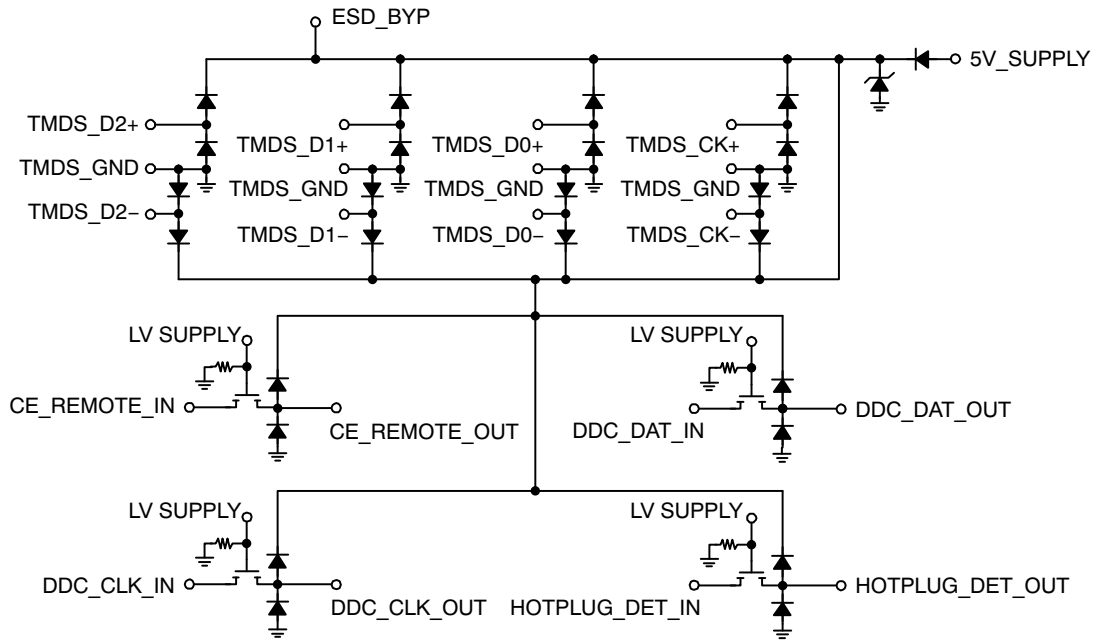 ESD_BYP
5V_SUPPLY
TMDS_D2+
TMDS_D1+
TMDS_D0+
TMDS_CK+
TMDS_GND
TMDS_GND
TMDS_GND
TMDS_GND
TMDS_D2−
TMDS_D1−
TMDS_D0−
TMDS_CK−
LV SUPPLY
LV SUPPLY
CE_REMOTE_IN
CE_REMOTE_OUT
DDC_DAT_IN
DDC_DAT_OUT
LV SUPPLY
LV SUPPLY
DDC_CLK_IN
DDC_CLK_OUT
HOTPLUG_DET_IN
HOTPLUG_DET_OUT